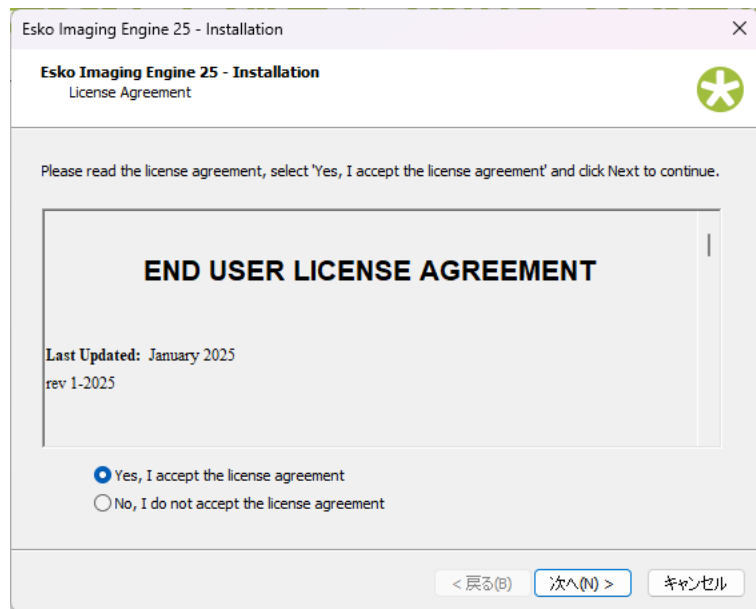 Esko Imaging Engine 25 - Installation
Esko Imaging Engine 25 - Installation
License Agreement
Please read the license agreement, select 'Yes, I accept the license agreement' and click Next to continue.
END USER LICENSE AGREEMENT
Last Updated: January 2025
rev 1-2025
Yes, I accept the license agreement
No, I do not accept the license agreement
< 戻る(B) 次へ(N) > キャンセル